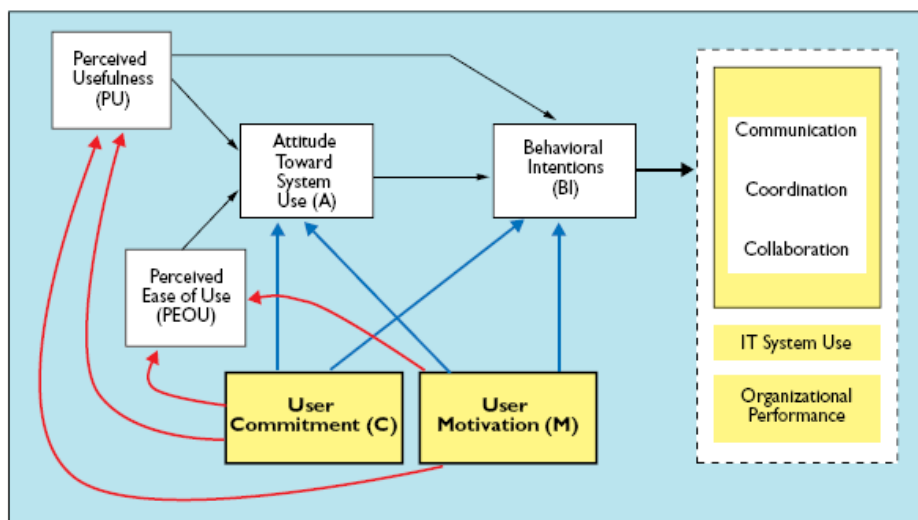 Perceived
Usefulness
(PU)
Attitude
Toward
System
Use (A)
Behavioral
Intentions
(BI)
Perceived
Ease of Use
(PEOU)
User
Commitment (C)
User
Motivation (M)
Communication
Coordination
Collaboration
IT System Use
Organizational
Performance